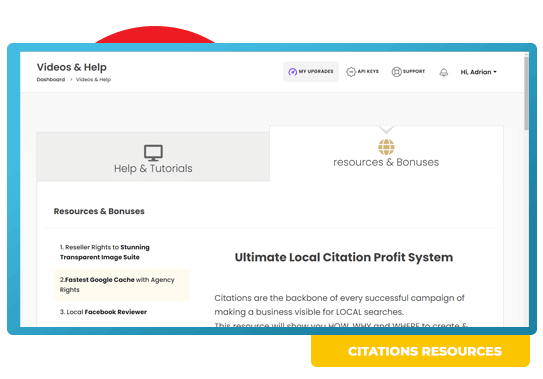 Videos & Help
Dashboard > Videos & Help
MY UPGRADES
API KEYS
SUPPORT
Hi, Adrian
Help & Tutorials
resources & Bonuses
Resources & Bonuses
1. Reseller Rights to Stunning
Transparent Image Suite
2.Fastest Google Cache with Agency
Rights
3. Local Facebook Reviewer
Ultimate Local Citation Profit System
Citations are the backbone of every successful campaign of
making a business visible for LOCAL searches.
This resource will show you HOW, WHY and WHERE to create &
CITATIONS RESOURCES